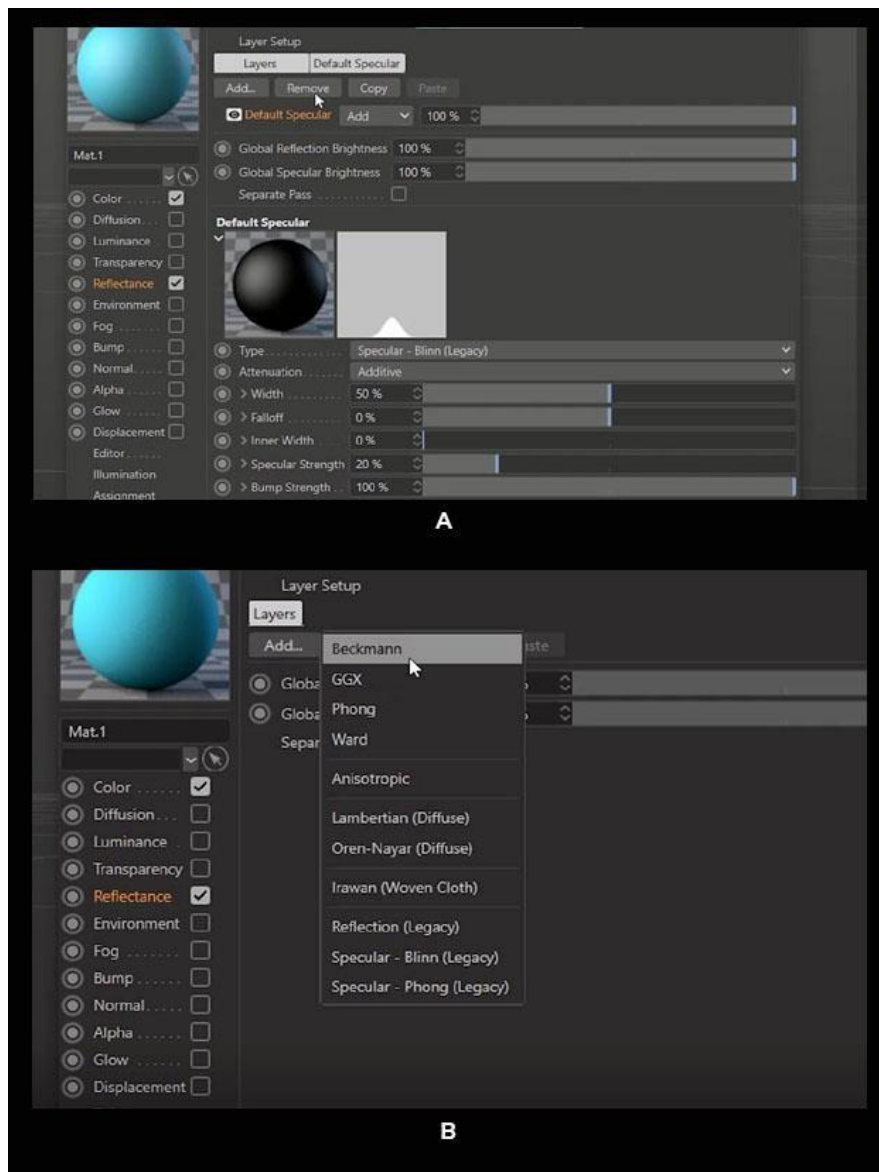 Layer Setup
Layers Default Specular
Add... Remove Copy Paste
Default Specular Add 100 %
Mat.1
Global Reflection Brightness 100 %
Global Specular Brightness 100 %
Separate Pass
Color
Diffusion
Luminance
Transparency
Reflectance
Environment
Fog
Bump
Normal
Alpha
Glow
Displacement
Editor
Illumination
Assignment
Default Specular
Type Specular - Blinn (Legacy)
Attenuation Additive
> Width 50 %
> Falloff 0 %
> Inner Width 0 %
> Specular Strength 20 %
> Bump Strength 100 %
A
Layer Setup
Layers
Add...
Beckmann
GGX
Phong
Ward
Anisotropic
Lambertian (Diffuse)
Oren-Nayar (Diffuse)
Irawan (Woven Cloth)
Reflection (Legacy)
Specular - Blinn (Legacy)
Specular - Phong (Legacy)
Mat.1
Color
Diffusion
Luminance
Transparency
Reflectance
Environment
Fog
Bump
Normal
Alpha
Glow
Displacement
B